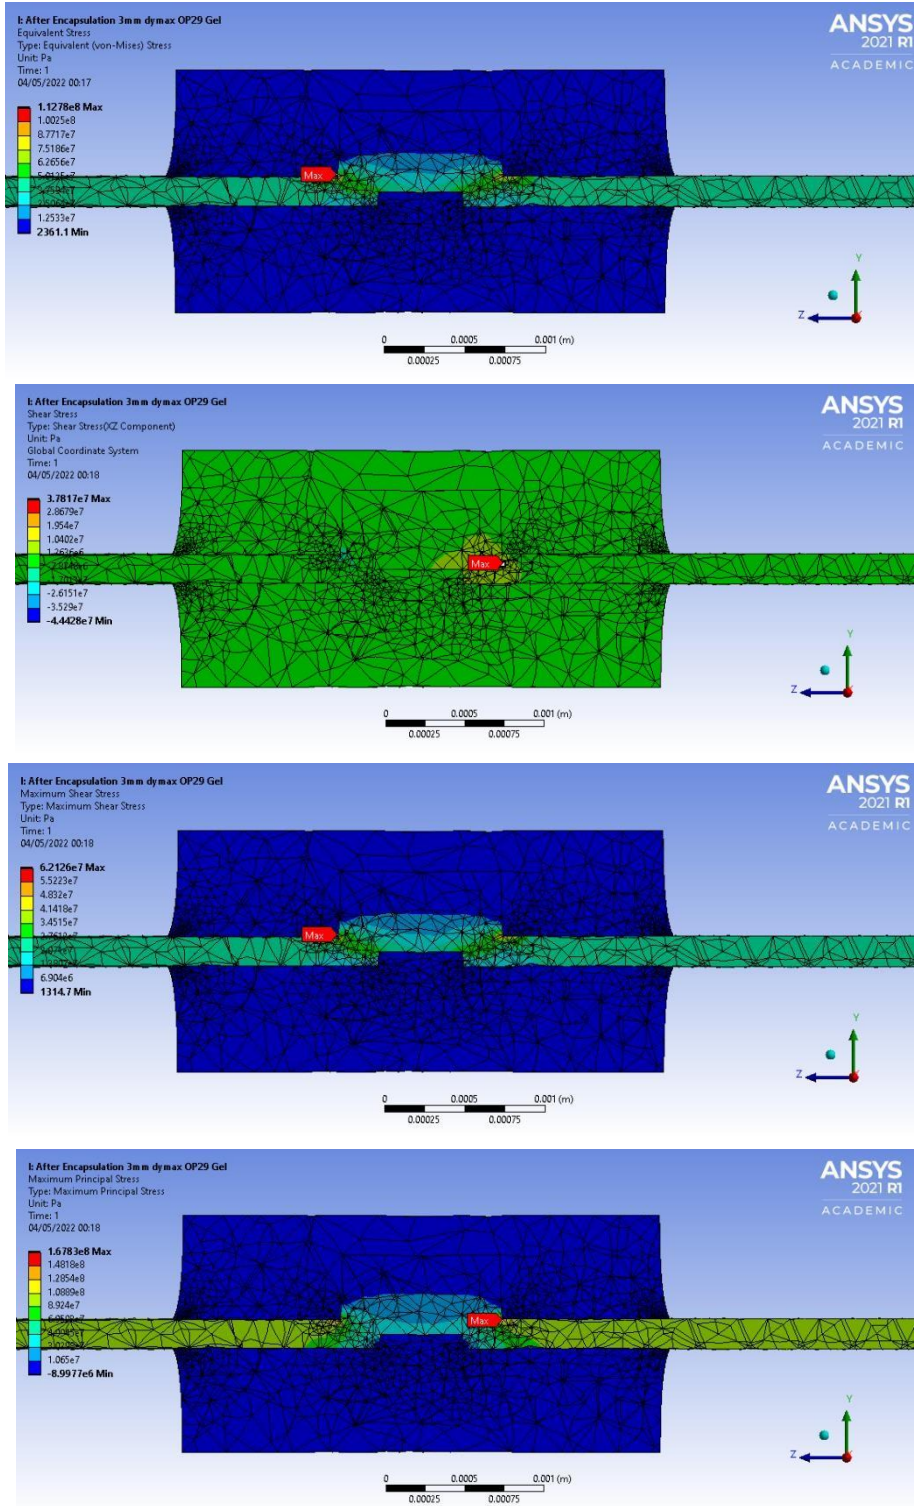 I: After Encapsulation 3mm dymax OP29 Gel
Equivalent Stress
Type: Equivalent (von-Mises) Stress
Unit: Pa
Time: 1
04/05/2022 00:17
ANSYS
2021 R1
ACADEMIC
1.1278e8 Max
1.0025e8
8.7717e7
7.5186e7
6.2656e7
1.2533e7
2361.1 Min
Max
Y
Z
0 0.0005 0.001 (m)
0.00025 0.00075
I: After Encapsulation 3mm dymax OP29 Gel
Shear Stress
Type: Shear Stress(XZ Component)
Unit: Pa
Global Coordinate System
Time: 1
04/05/2022 00:18
ANSYS
2021 R1
ACADEMIC
3.7817e7 Max
2.8679e7
1.954e7
1.0402e7
-2.6151e7
-3.529e7
-4.4428e7 Min
Max
Y
Z
0 0.0005 0.001 (m)
0.00025 0.00075
I: After Encapsulation 3mm dymax OP29 Gel
Maximum Shear Stress
Type: Maximum Shear Stress
Unit: Pa
Time: 1
04/05/2022 00:18
ANSYS
2021 R1
ACADEMIC
6.2126e7 Max
5.5223e7
4.832e7
4.1418e7
3.4515e7
6.904e6
1314.7 Min
Max
Y
Z
0 0.0005 0.001 (m)
0.00025 0.00075
I: After Encapsulation 3mm dymax OP29 Gel
Maximum Principal Stress
Type: Maximum Principal Stress
Unit: Pa
Time: 1
04/05/2022 00:18
ANSYS
2021 R1
ACADEMIC
1.6783e8 Max
1.4818e8
1.2854e8
1.0889e8
8.924e7
1.065e7
-8.9977e6 Min
Max
Y
Z
0 0.0005 0.001 (m)
0.00025 0.00075